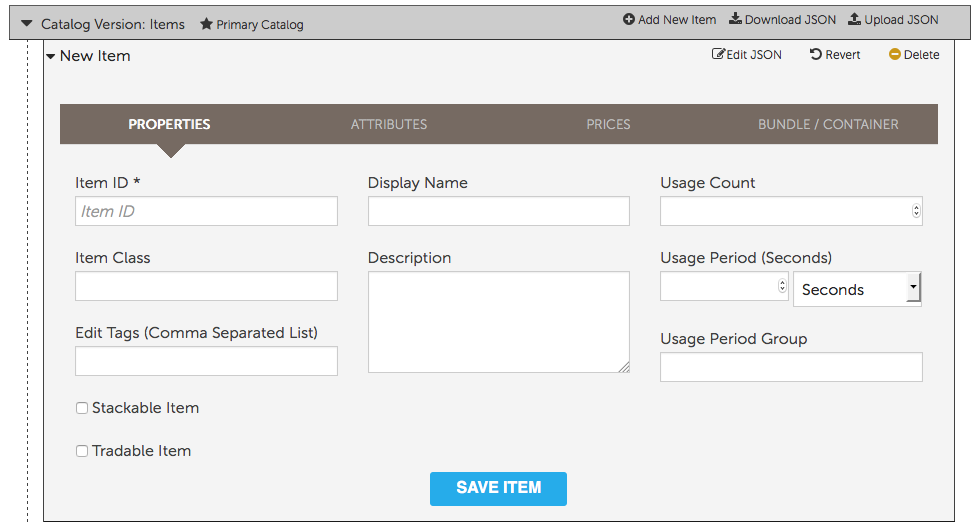 Catalog Version: Items Primary Catalog Add New Item Download JSON Upload JSON
New Item Edit JSON Revert Delete
PROPERTIES ATTRIBUTES PRICES BUNDLE / CONTAINER
Item ID * Display Name Usage Count
Item ID
Item Class Description Usage Period (Seconds)
Seconds
Edit Tags (Comma Separated List) Usage Period Group
Stackable Item
Tradable Item
SAVE ITEM